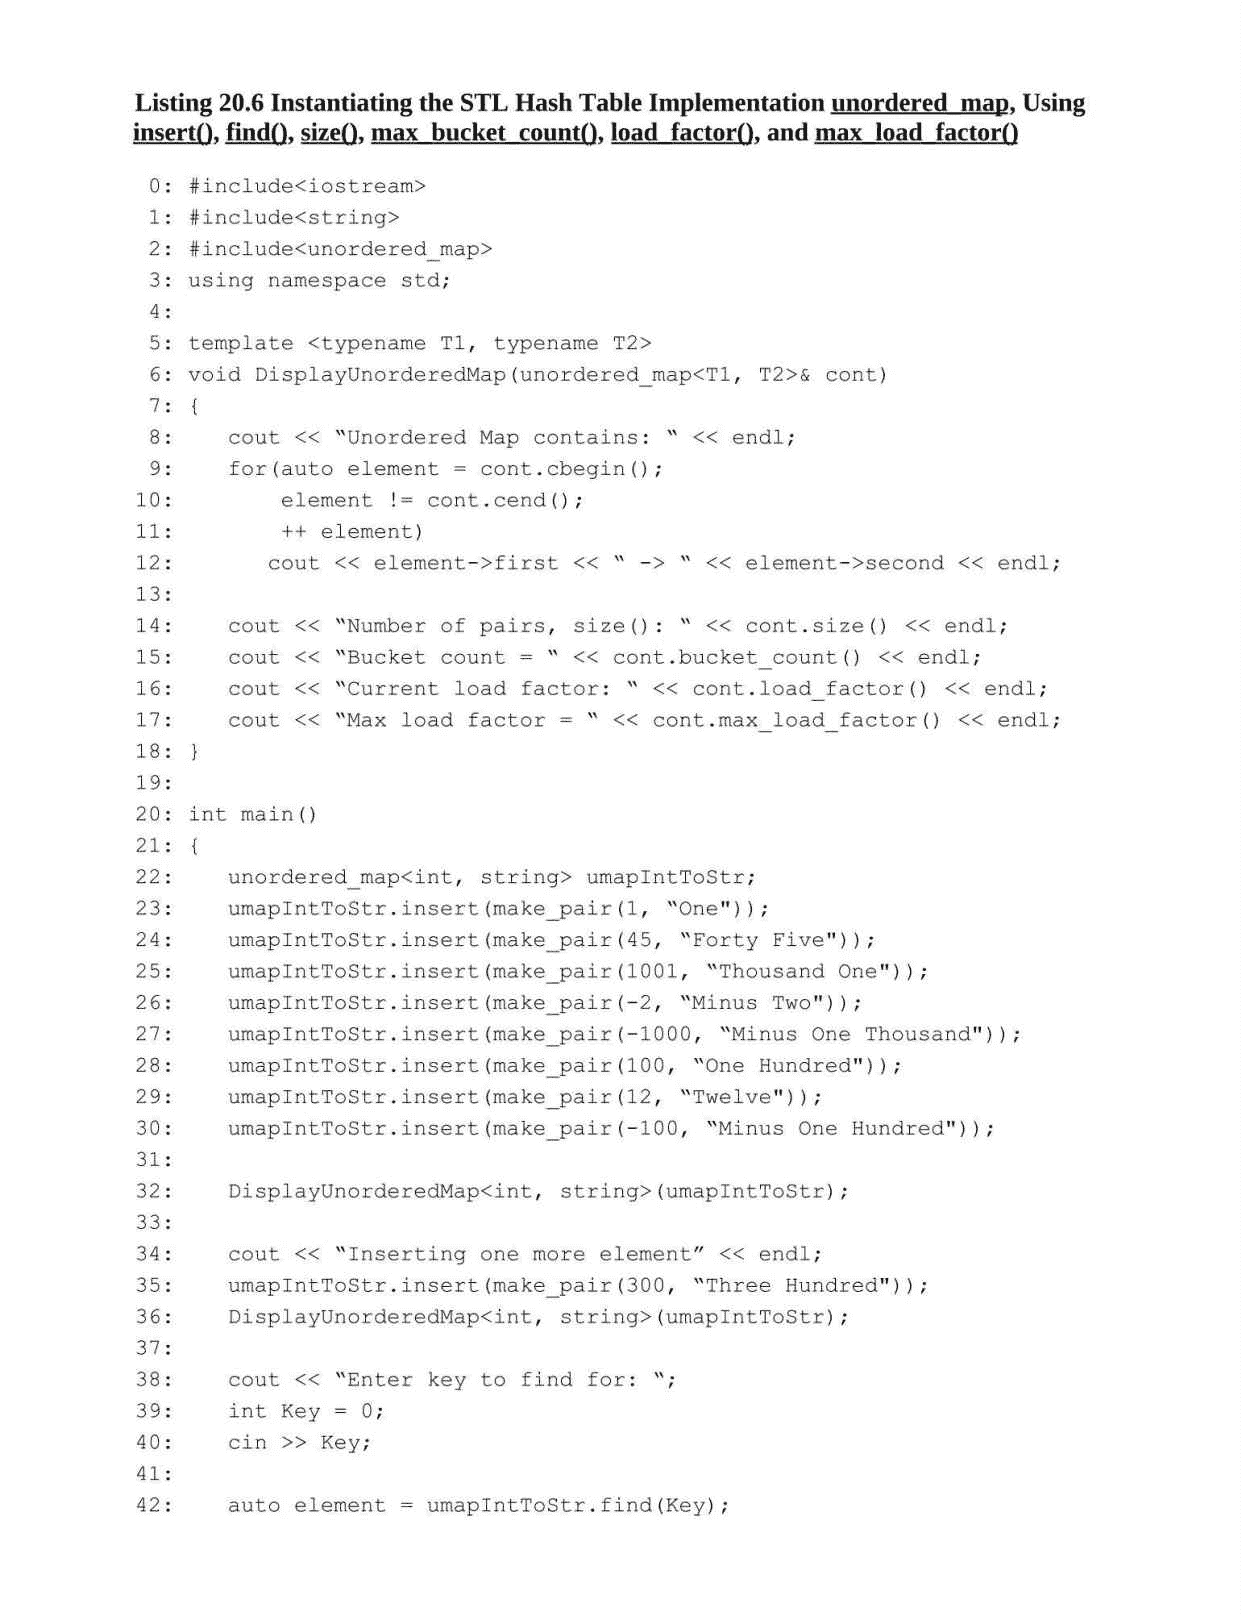 Listing 20.6 Instantiating the STL Hash Table Implementation unordered_map, Using
insert(), find(), size(), max_bucket_count(), load_factor(), and max_load_factor()
0: #include<iostream>
1: #include<string>
2: #include<unordered_map>
3: using namespace std;
4:
5: template <typename T1, typename T2>
6: void DisplayUnorderedMap(unordered_map<T1, T2>& cont)
7: {
8:    cout << “Unordered Map contains: “ << endl;
9:    for(auto element = cont.cbegin();
10:        element != cont.cend();
11:        ++ element)
12:       cout << element->first << “ -> “ << element->second << endl;
13:
14:    cout << “Number of pairs, size(): “ << cont.size() << endl;
15:    cout << “Bucket count = “ << cont.bucket_count() << endl;
16:    cout << “Current load factor: “ << cont.load_factor() << endl;
17:    cout << “Max load factor = “ << cont.max_load_factor() << endl;
18: }
19:
20: int main()
21: {
22:    unordered_map<int, string> umapIntToStr;
23:    umapIntToStr.insert(make_pair(1, “One"));
24:    umapIntToStr.insert(make_pair(45, “Forty Five"));
25:    umapIntToStr.insert(make_pair(1001, “Thousand One"));
26:    umapIntToStr.insert(make_pair(-2, “Minus Two"));
27:    umapIntToStr.insert(make_pair(-1000, “Minus One Thousand"));
28:    umapIntToStr.insert(make_pair(100, “One Hundred"));
29:    umapIntToStr.insert(make_pair(12, “Twelve"));
30:    umapIntToStr.insert(make_pair(-100, “Minus One Hundred"));
31:
32:    DisplayUnorderedMap<int, string>(umapIntToStr);
33:
34:    cout << “Inserting one more element” << endl;
35:    umapIntToStr.insert(make_pair(300, “Three Hundred"));
36:    DisplayUnorderedMap<int, string>(umapIntToStr);
37:
38:    cout << “Enter key to find for: “;
39:    int Key = 0;
40:    cin >> Key;
41:
42:    auto element = umapIntToStr.find(Key);